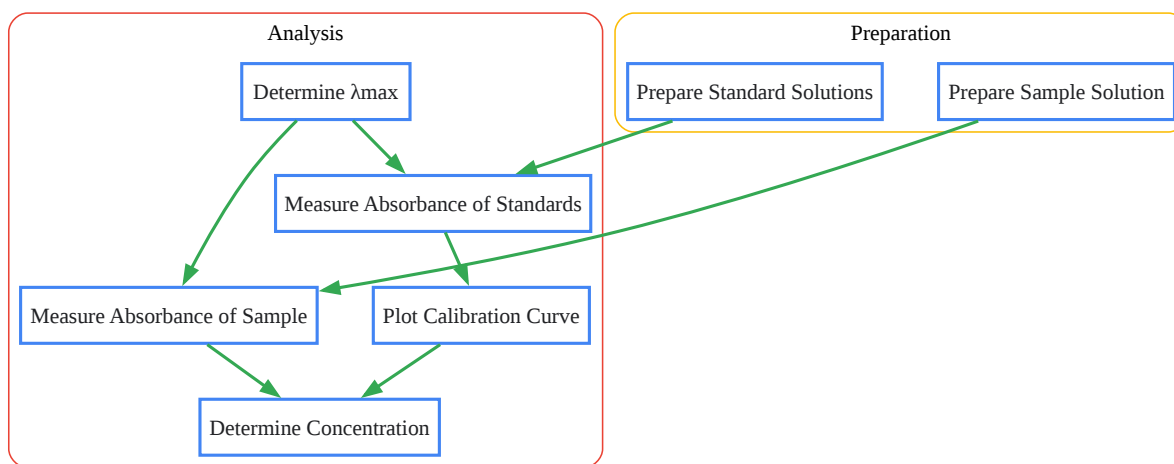 Analysis
Preparation
Determine λmax
Prepare Standard Solutions
Prepare Sample Solution
Measure Absorbance of Standards
Measure Absorbance of Sample
Plot Calibration Curve
Determine Concentration